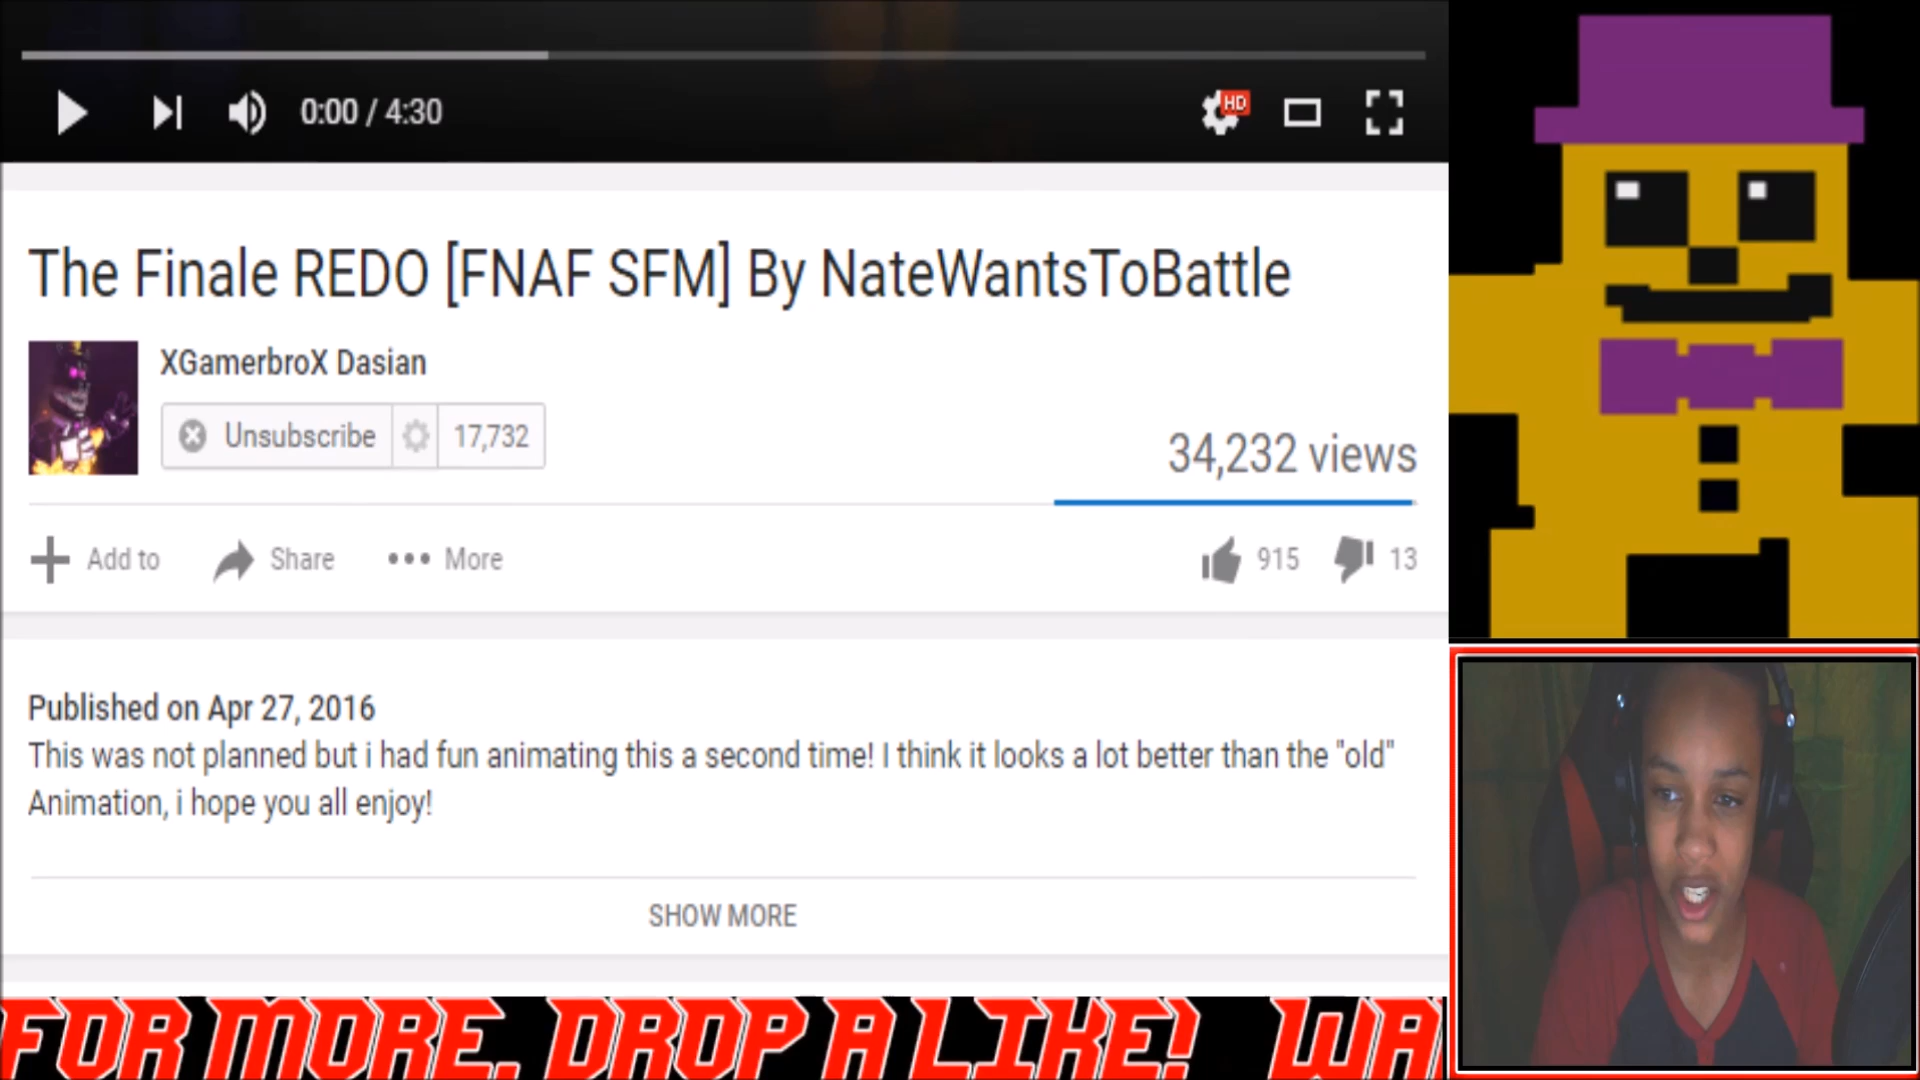 0:00 / 4:30
HD
The Finale REDO [FNAF SFM] By NateWantsToBattle
XGamerbroX Dasian
Unsubscribe 17,732
34,232 views
Add to Share More 915 13
Published on Apr 27, 2016
This was not planned but i had fun animating this a second time! I think it looks a lot better than the "old"
Animation, i hope you all enjoy!
SHOW MORE
FOR MORE. DROP A LIKE! WA